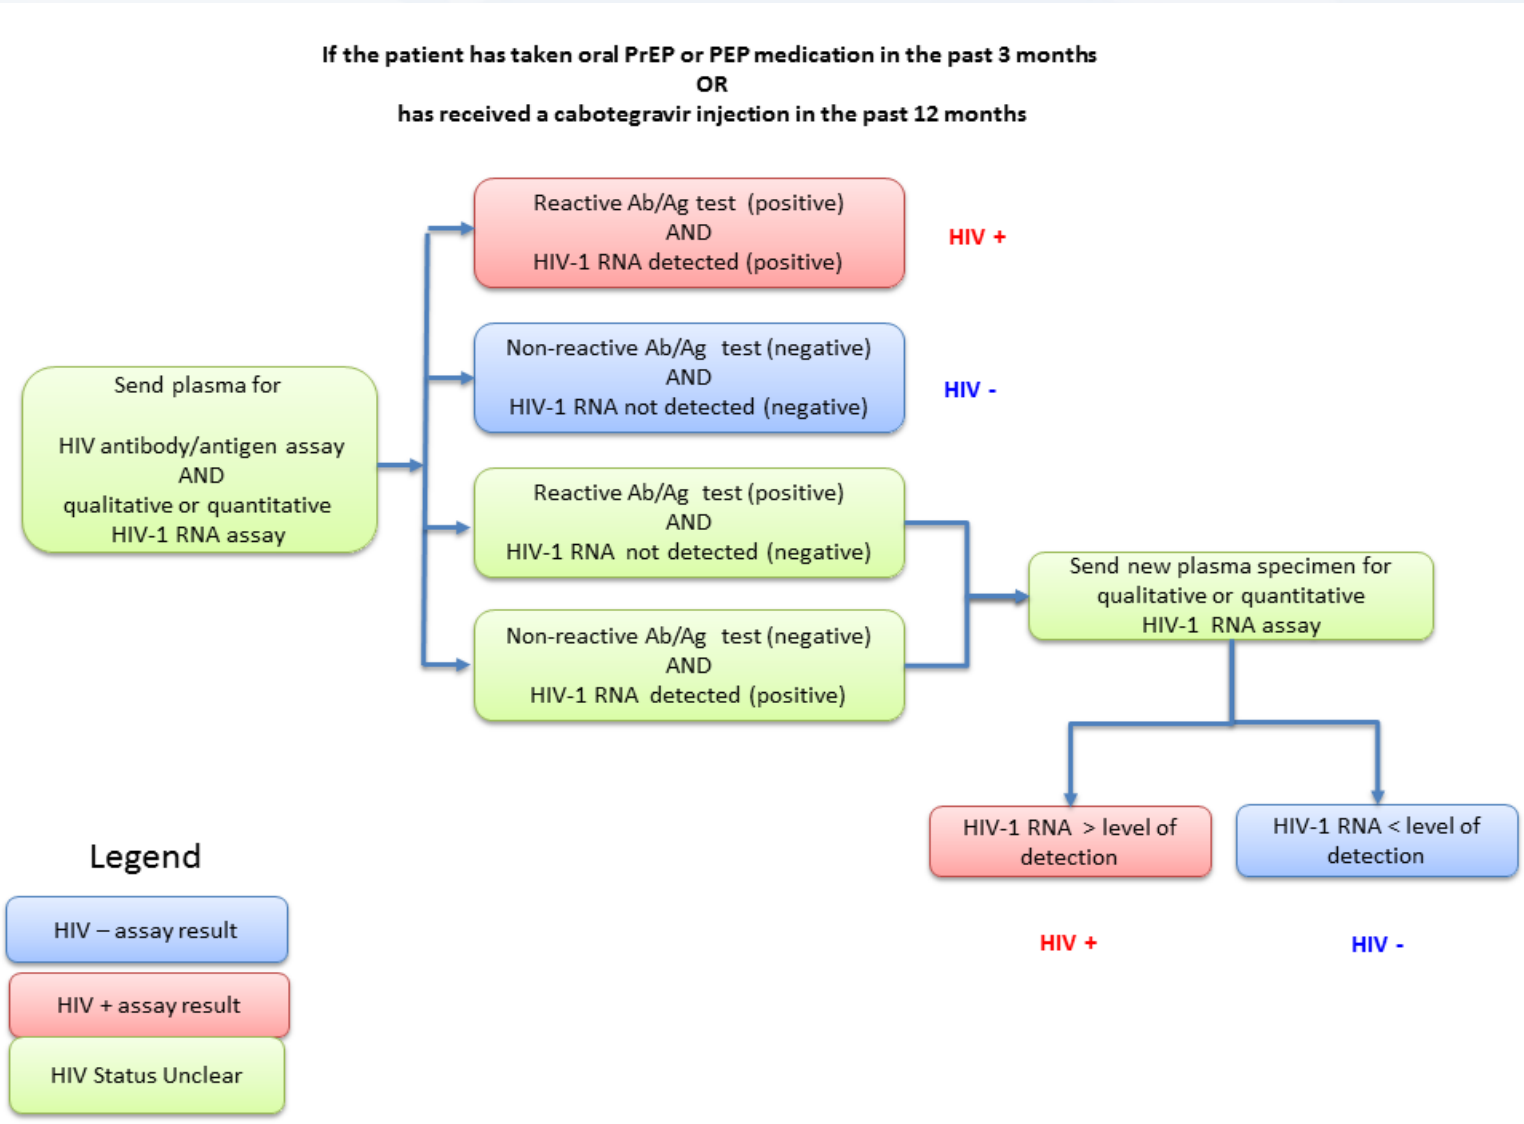 If the patient has taken oral PrEP or PEP medication in the past 3 months
OR
has received a cabotegravir injection in the past 12 months
Reactive Ab/Ag test (positive)
AND
HIV-1 RNA detected (positive)
HIV +
Non-reactive Ab/Ag test (negative)
AND
HIV-1 RNA not detected (negative)
HIV -
Send plasma for
HIV antibody/antigen assay
AND
qualitative or quantitative
HIV-1 RNA assay
Reactive Ab/Ag test (positive)
AND
HIV-1 RNA not detected (negative)
Non-reactive Ab/Ag test (negative)
AND
HIV-1 RNA detected (positive)
Send new plasma specimen for
qualitative or quantitative
HIV-1 RNA assay
HIV-1 RNA > level of
detection
HIV +
HIV-1 RNA < level of
detection
HIV -
Legend
HIV – assay result
HIV + assay result
HIV Status Unclear